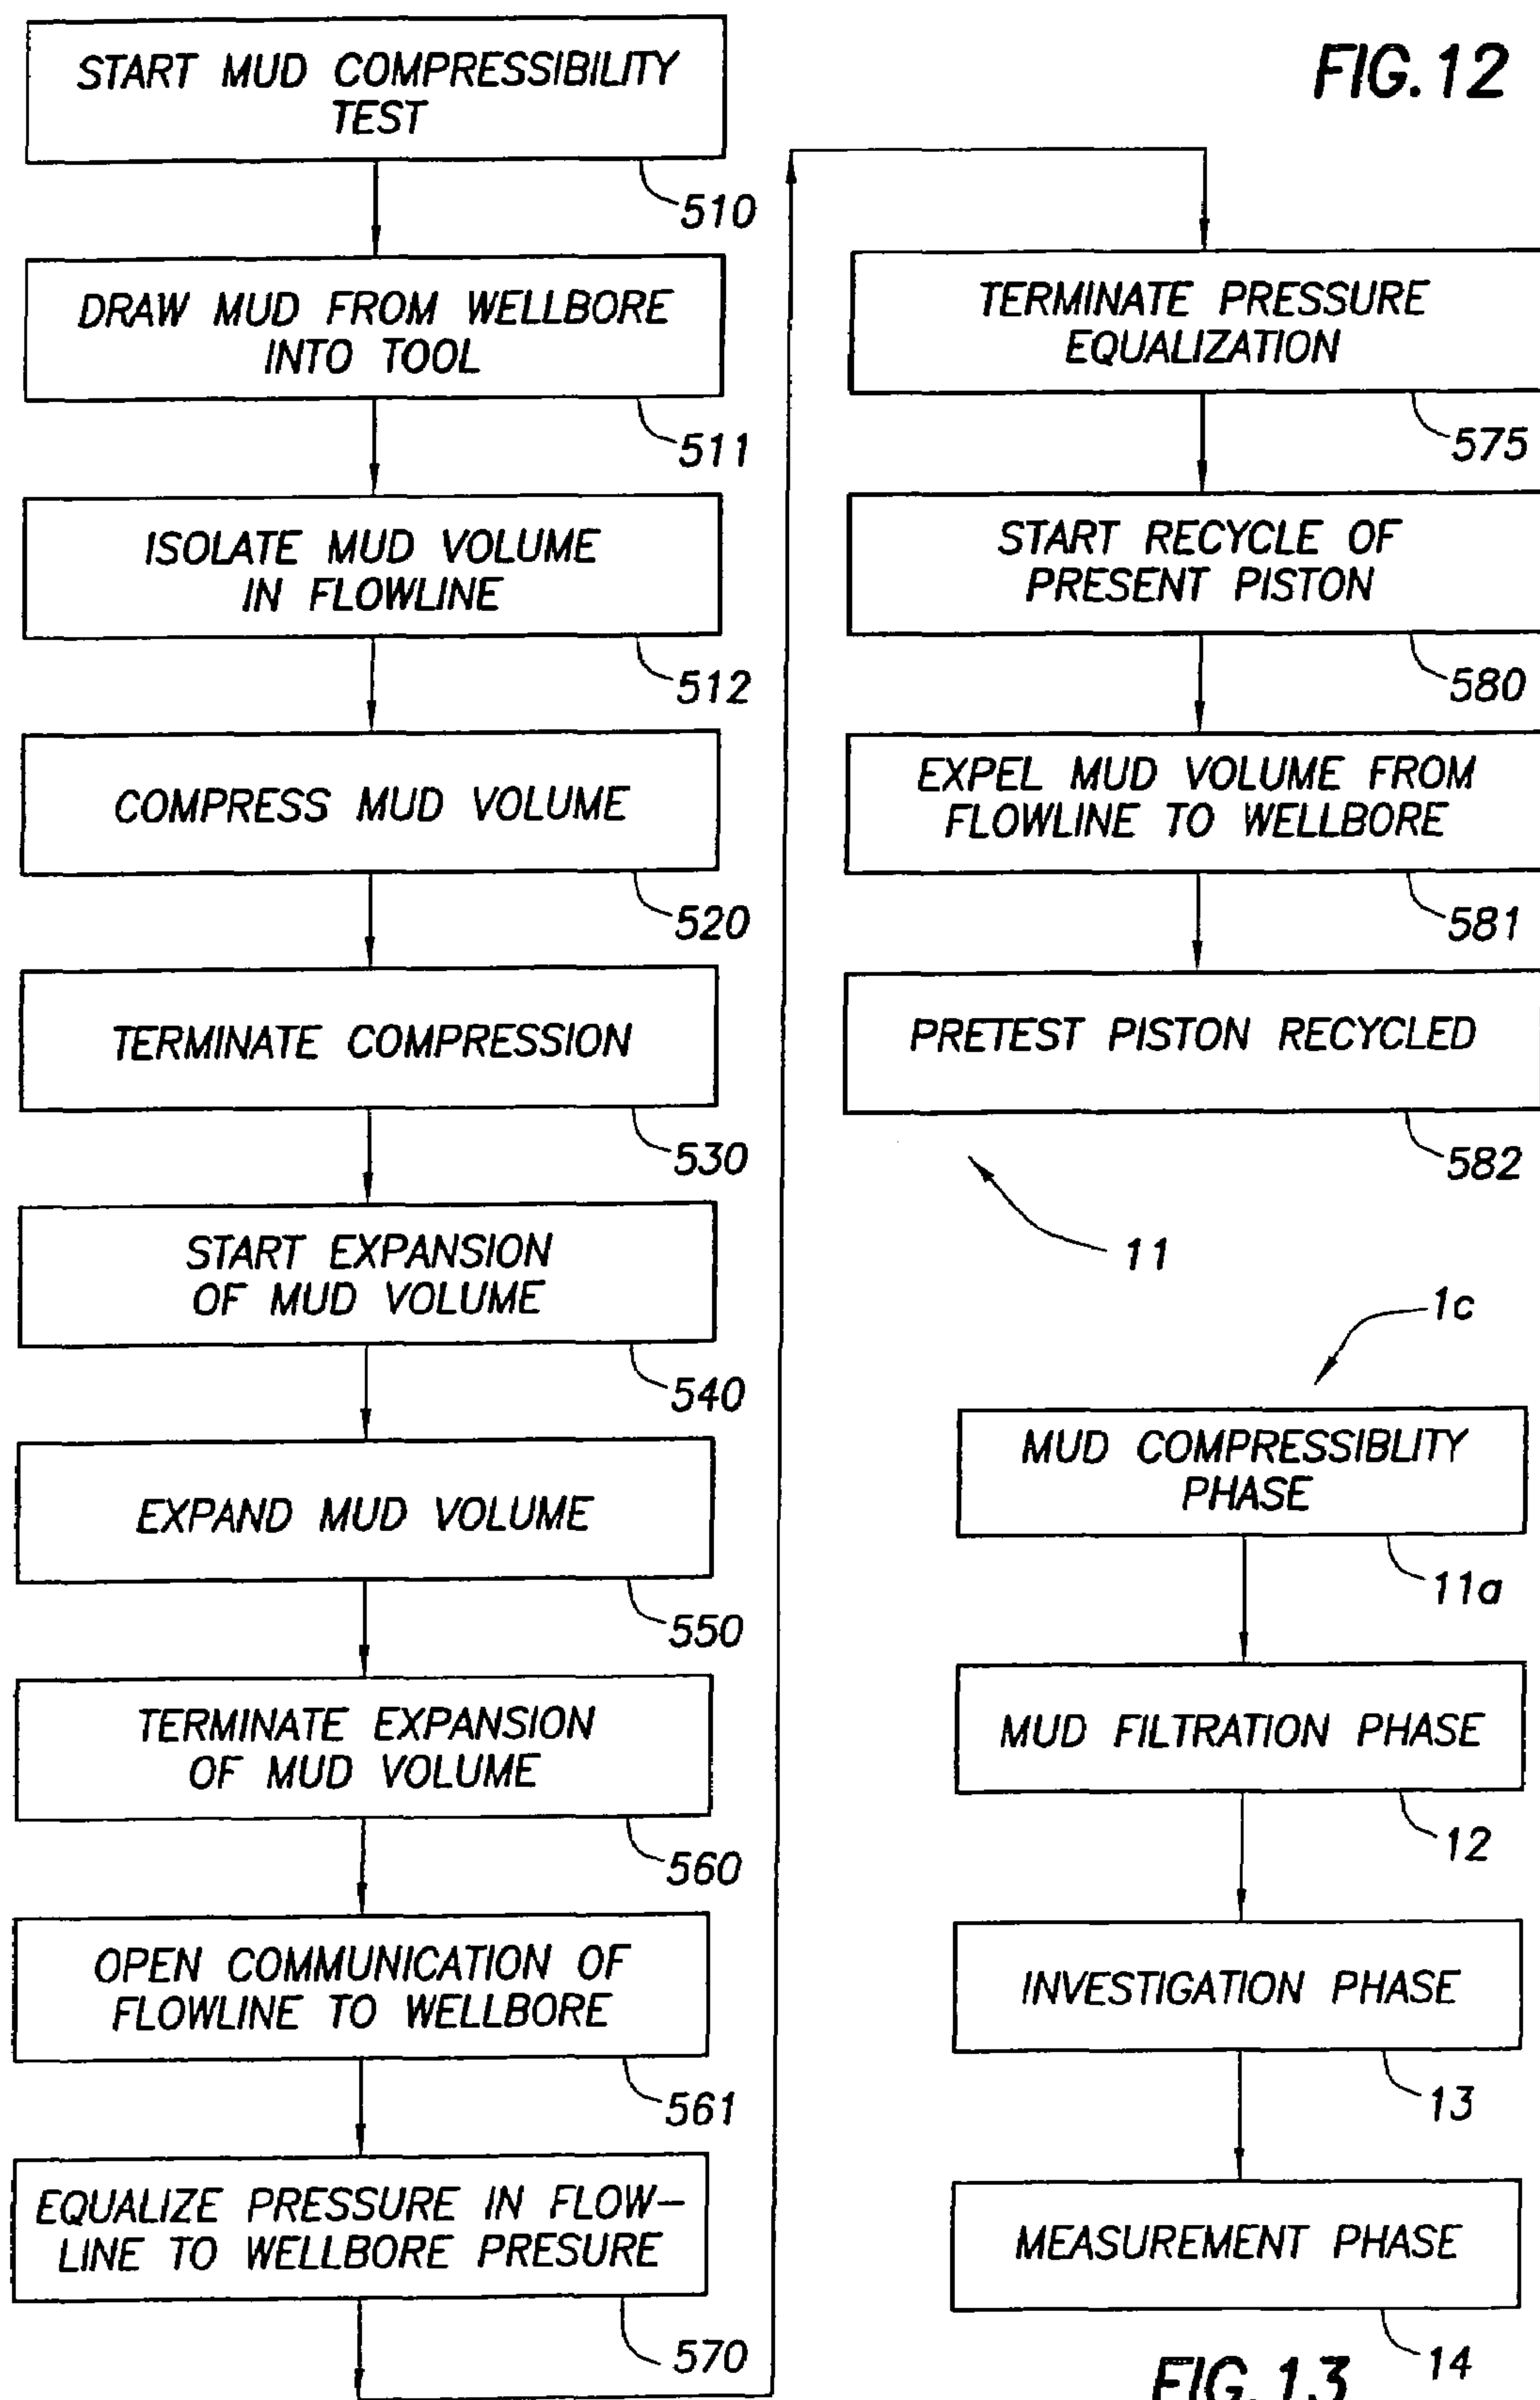 FIG.12
START MUD COMPRESSIBILITY
TEST
510
DRAW MUD FROM WELLBORE
INTO TOOL
511
ISOLATE MUD VOLUME
IN FLOWLINE
512
COMPRESS MUD VOLUME
520
TERMINATE COMPRESSION
530
START EXPANSION
OF MUD VOLUME
540
EXPAND MUD VOLUME
550
TERMINATE EXPANSION
OF MUD VOLUME
560
OPEN COMMUNICATION OF
FLOWLINE TO WELLBORE
561
EQUALIZE PRESSURE IN FLOW-
LINE TO WELLBORE PRESURE
570
TERMINATE PRESSURE
EQUALIZATION
575
START RECYCLE OF
PRESENT PISTON
580
EXPEL MUD VOLUME FROM
FLOWLINE TO WELLBORE
581
PRETEST PISTON RECYCLED
582
11
1c
MUD COMPRESSIBLITY
PHASE
11a
MUD FILTRATION PHASE
12
INVESTIGATION PHASE
13
MEASUREMENT PHASE
14
FIG.13